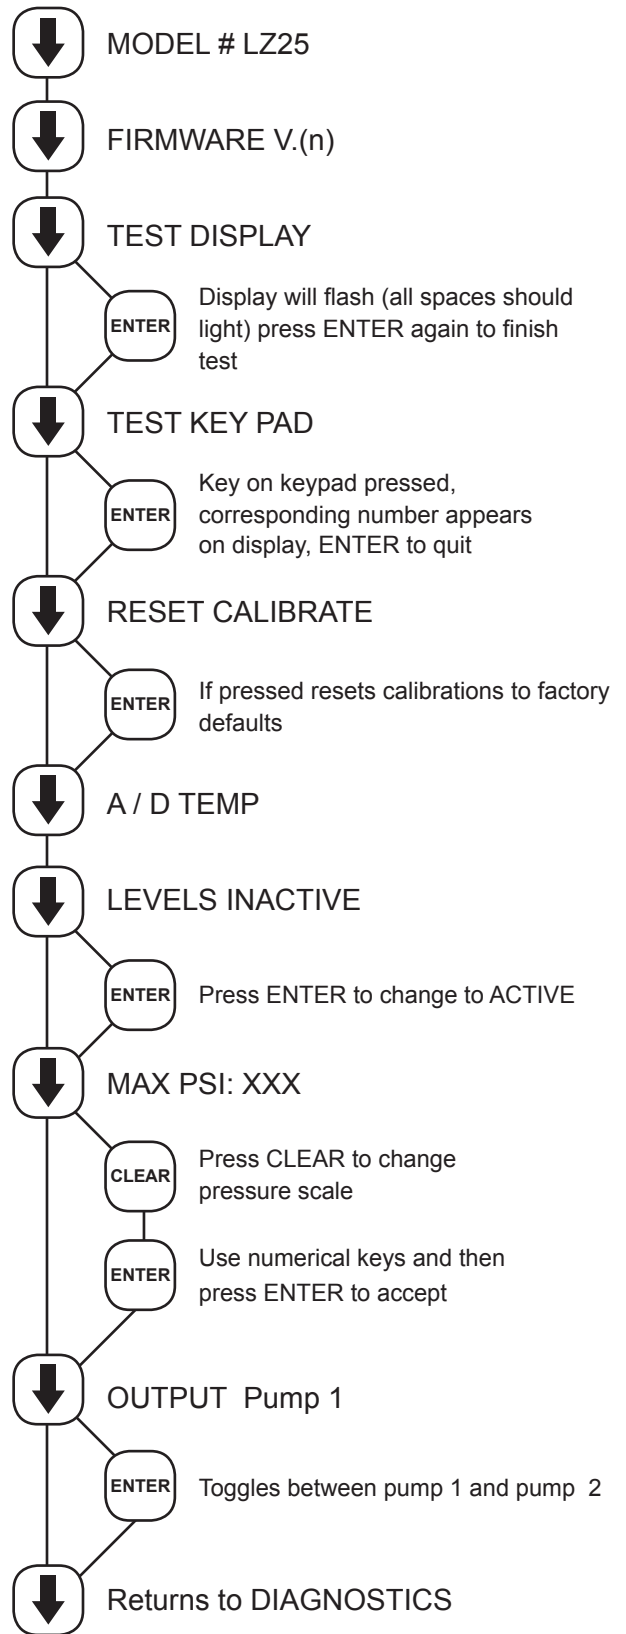 MODEL # LZ25
FIRMWARE V.(n)
TEST DISPLAY
ENTER
Display will flash (all spaces should
light) press ENTER again to finish
test
TEST KEY PAD
ENTER
Key on keypad pressed,
corresponding number appears
on display, ENTER to quit
RESET CALIBRATE
ENTER
If pressed resets calibrations to factory
defaults
A / D TEMP
LEVELS INACTIVE
ENTER
Press ENTER to change to ACTIVE
MAX PSI: XXX
CLEAR
Press CLEAR to change
pressure scale
ENTER
Use numerical keys and then
press ENTER to accept
OUTPUT Pump 1
ENTER
Toggles between pump 1 and pump 2
Returns to DIAGNOSTICS